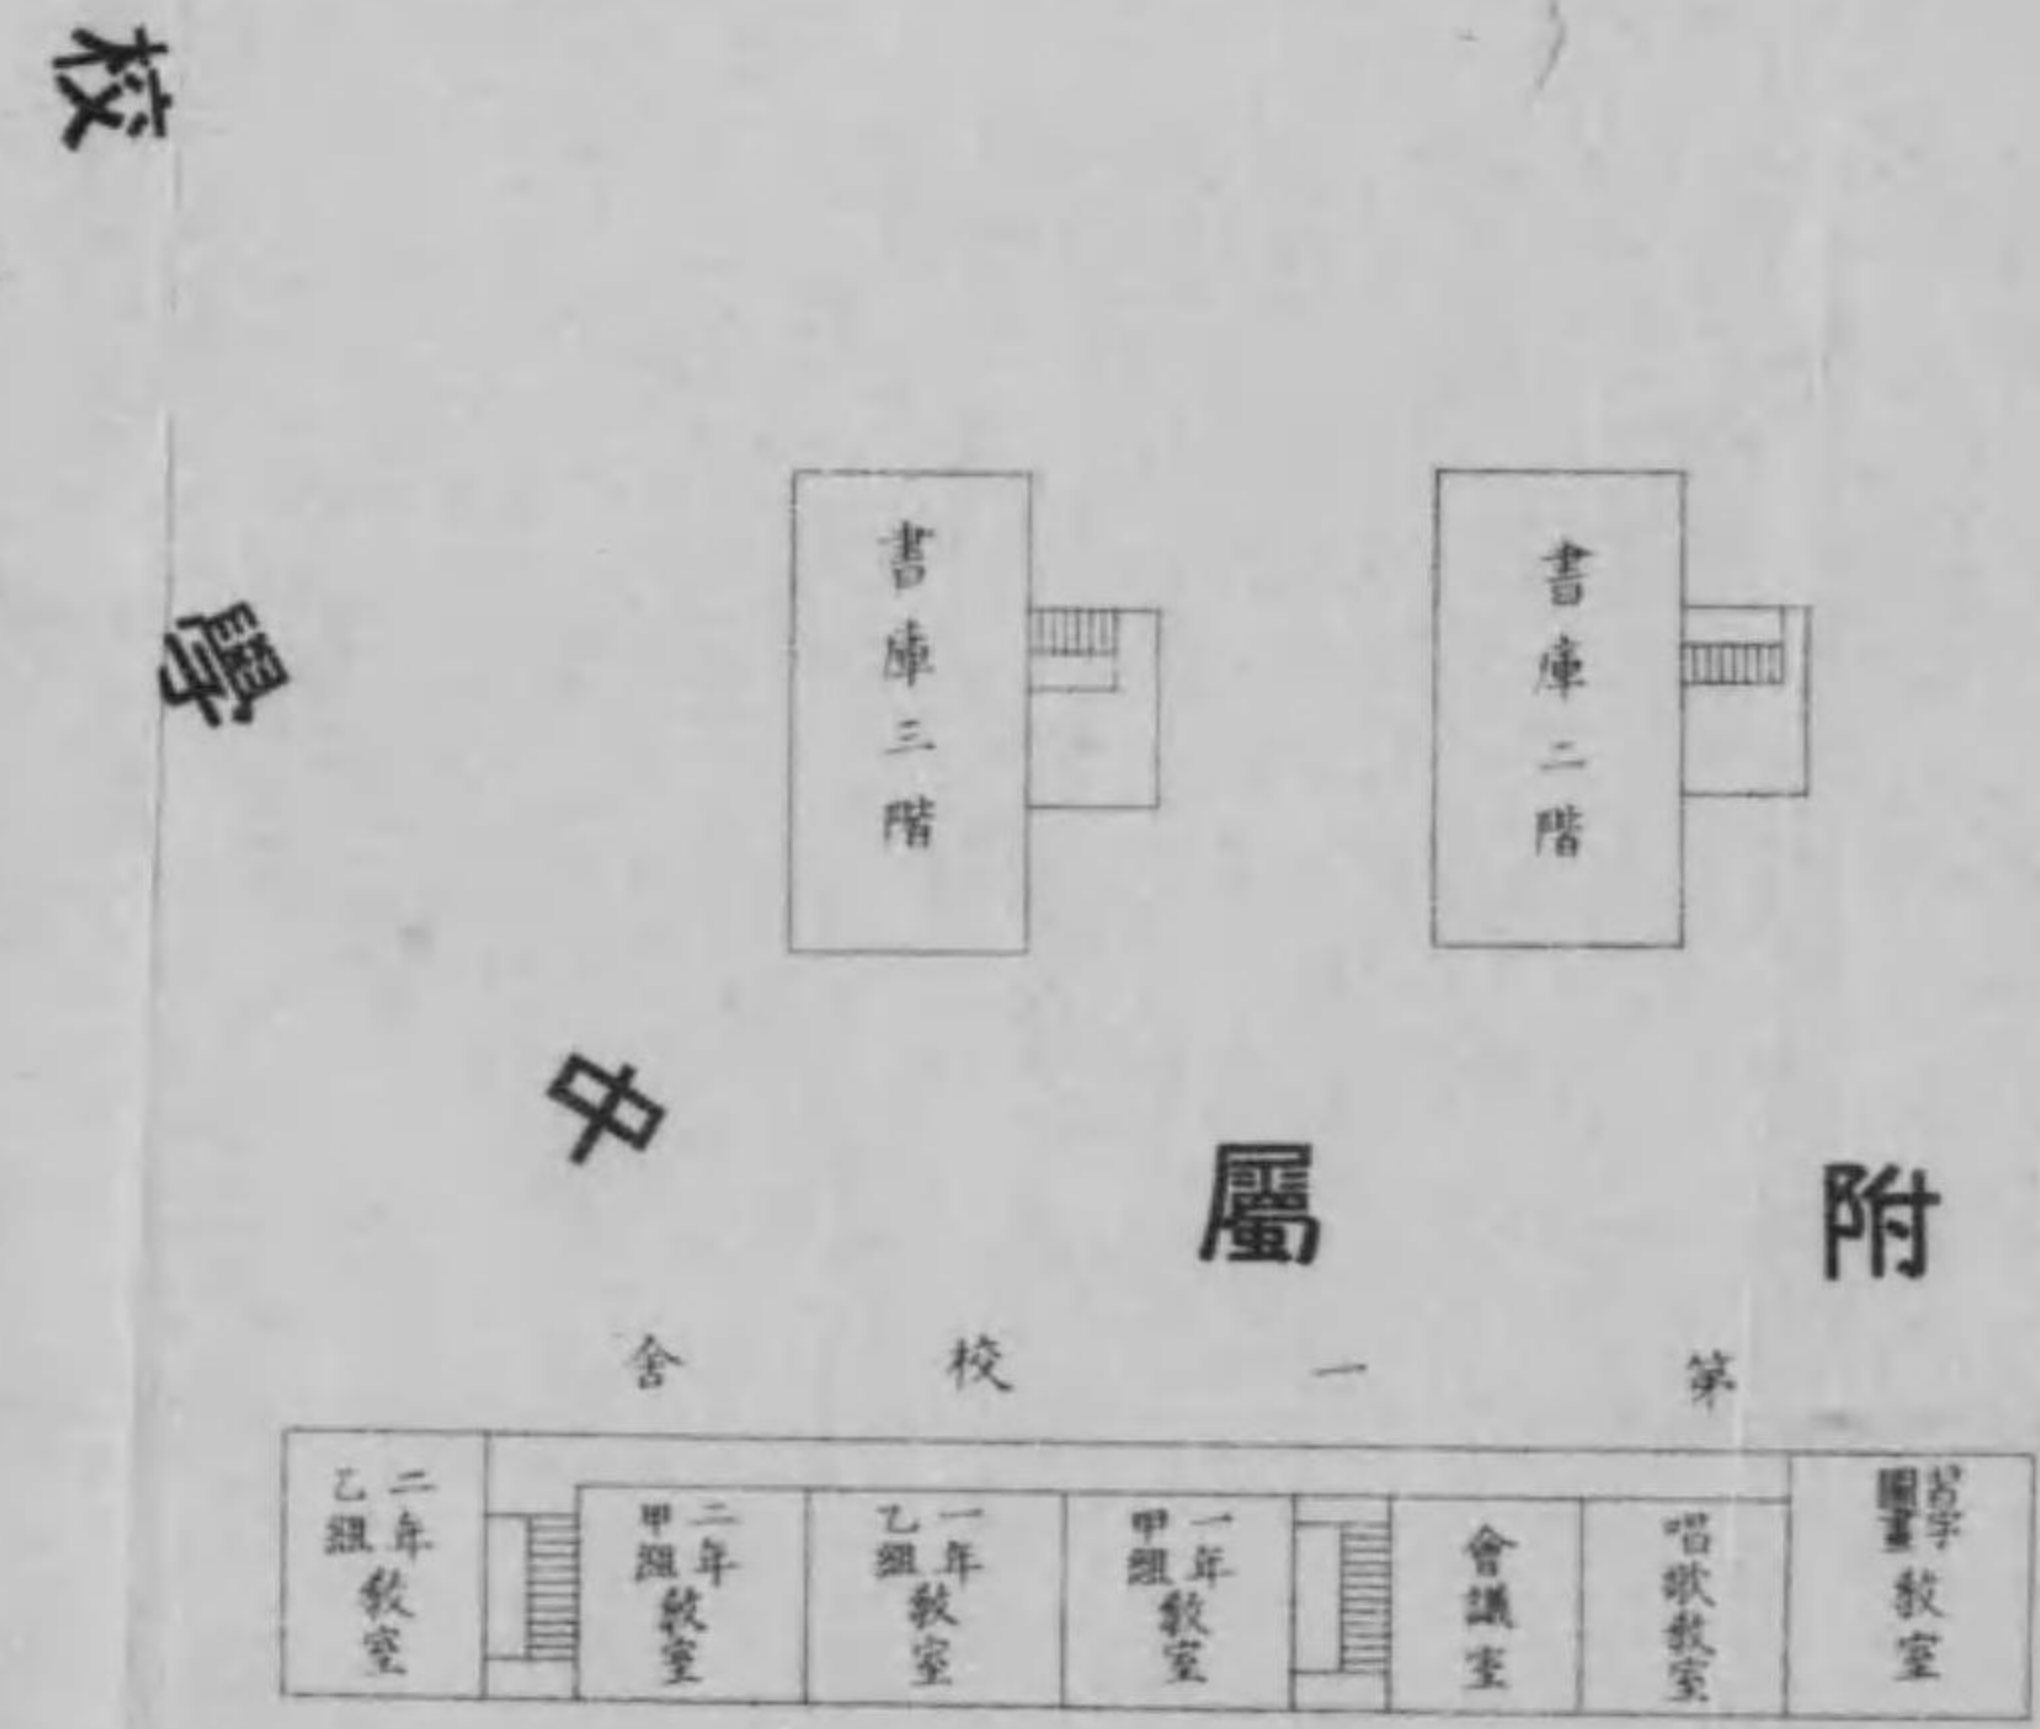 附屬中學校
書庫二階
書庫三階
第一校舍
習字圖畫教室
唱歌教室
會議室
一年甲組教室
一年乙組教室
二年甲組教室
二年乙組教室